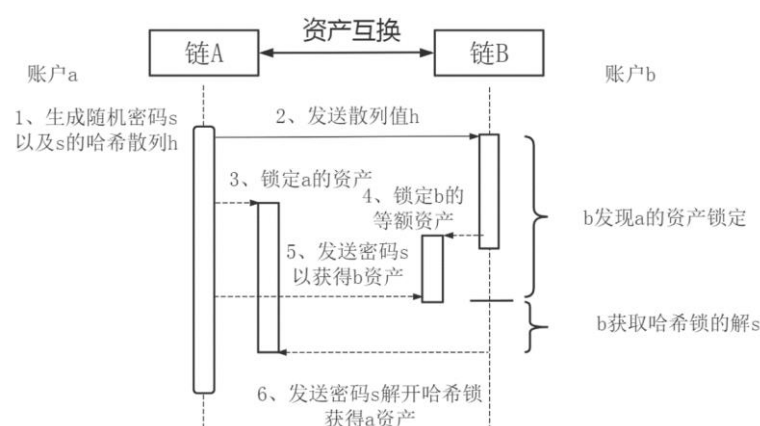 资产互换
链A
链B
账户a
账户b
1、生成随机密码s
以及s的哈希散列h
2、发送散列值h
3、锁定a的资产
4、锁定b的
等额资产
b发现a的资产锁定
5、发送密码s
以获得b资产
b获取哈希锁的解s
6、发送密码s解开哈希锁
获得a资产